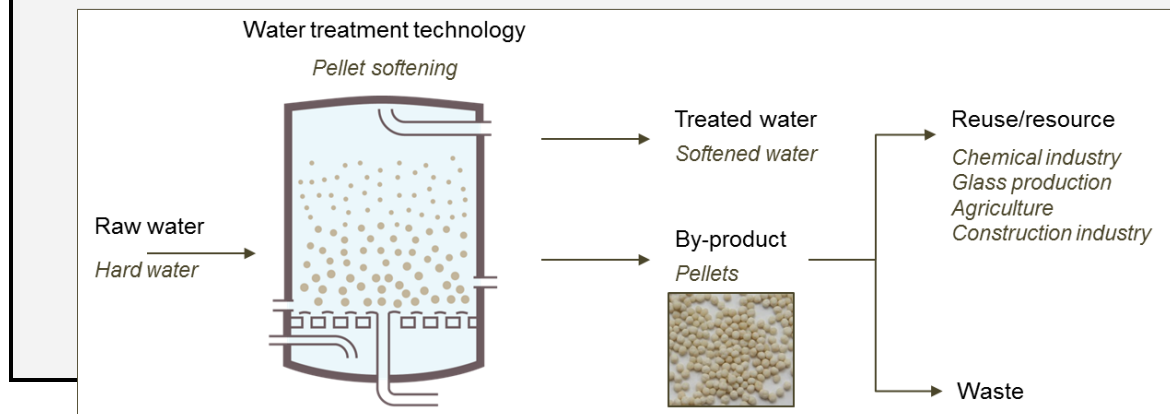 Water treatment technology
Pellet softening
Raw water
Hard water
Treated water
Softened water
By-product
Pellets
Reuse/resource
Chemical industry
Glass production
Agriculture
Construction industry
Waste